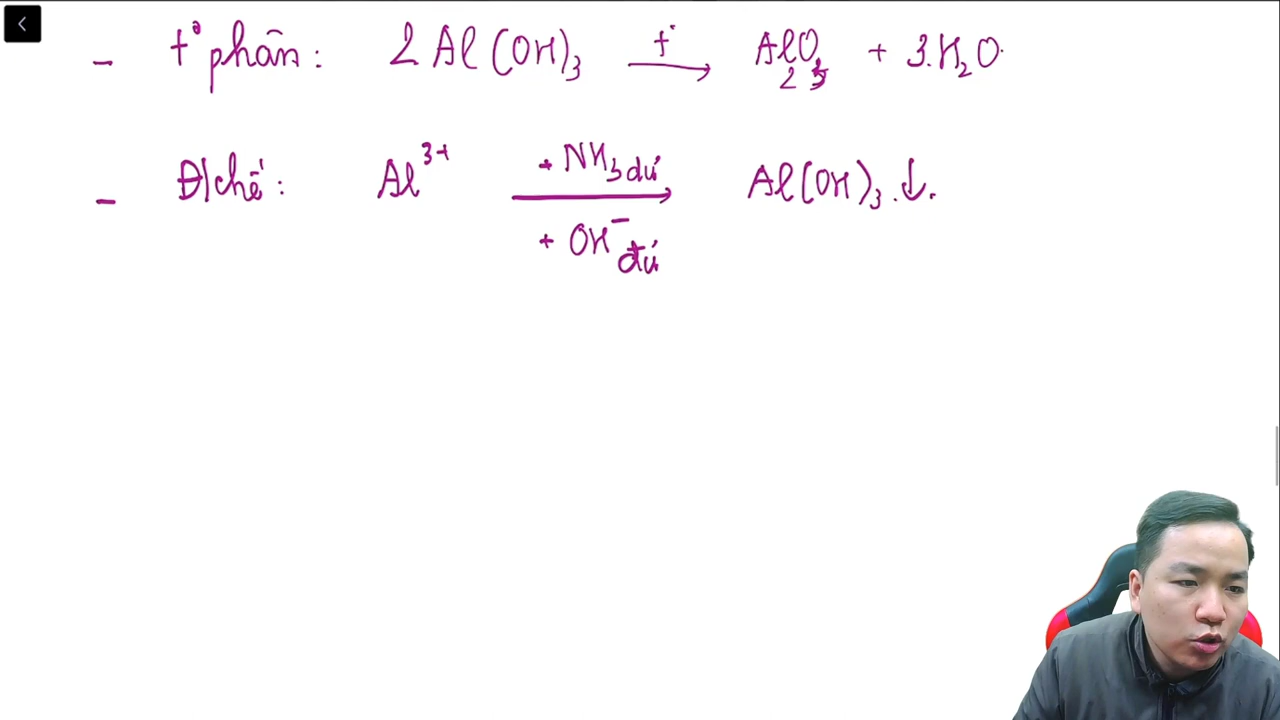 - t° phân: 2Al(OH)₃ —t°→ Al₂O₃ + 3H₂O.
+ NH₃ dư
- Đ/chế: Al³⁺ → Al(OH)₃ ↓.
+ OH⁻ đủ